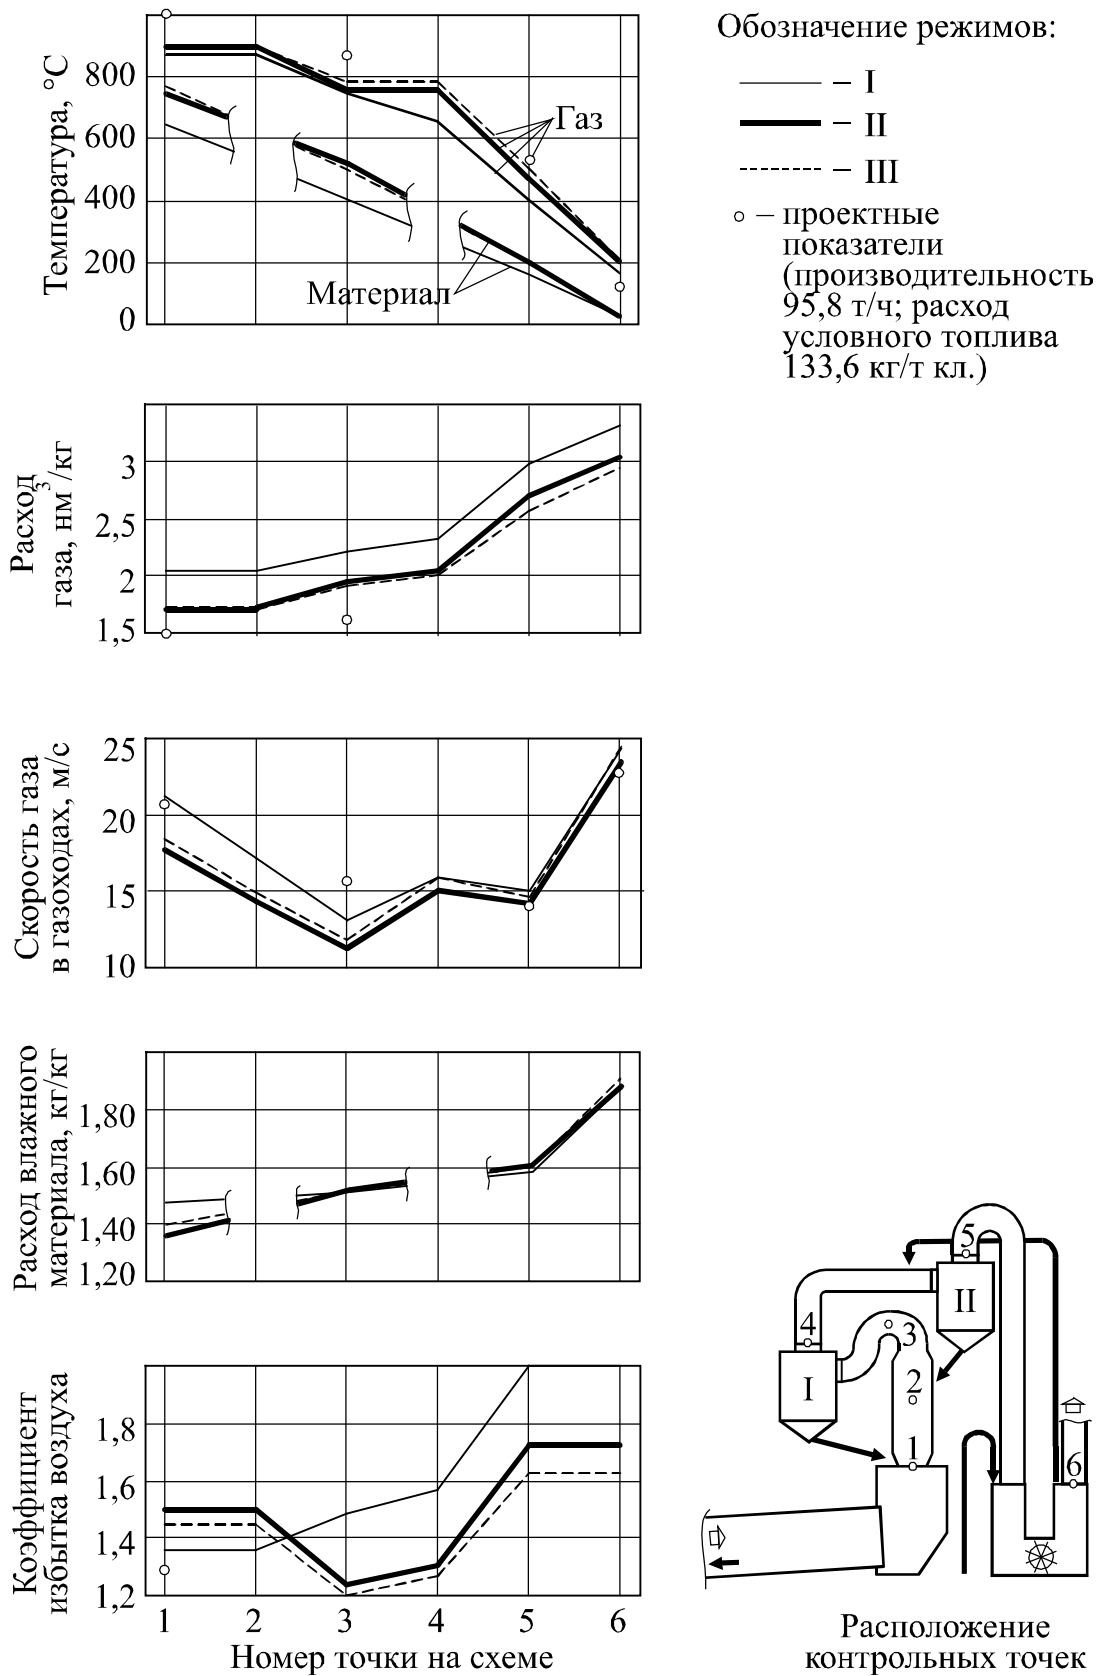 Температура, °С
800
600
400
200
0
Газ
Материал
Обозначение режимов:
– I
– II
– III
– проектные
показатели
(производительность
95,8 т/ч; расход
условного топлива
133,6 кг/т кл.)
Расход
газа, нм³/кг
3
2,5
2
1,5
Скорость газа
в газоходах, м/с
25
20
15
10
Расход влажного
материала, кг/кг
1,80
1,60
1,40
1,20
Коэффициент
избытка воздуха
1,8
1,6
1,4
1,2
1 2 3 4 5 6
Номер точки на схеме
5
II
4
3
I
2
1
6
Расположение
контрольных точек